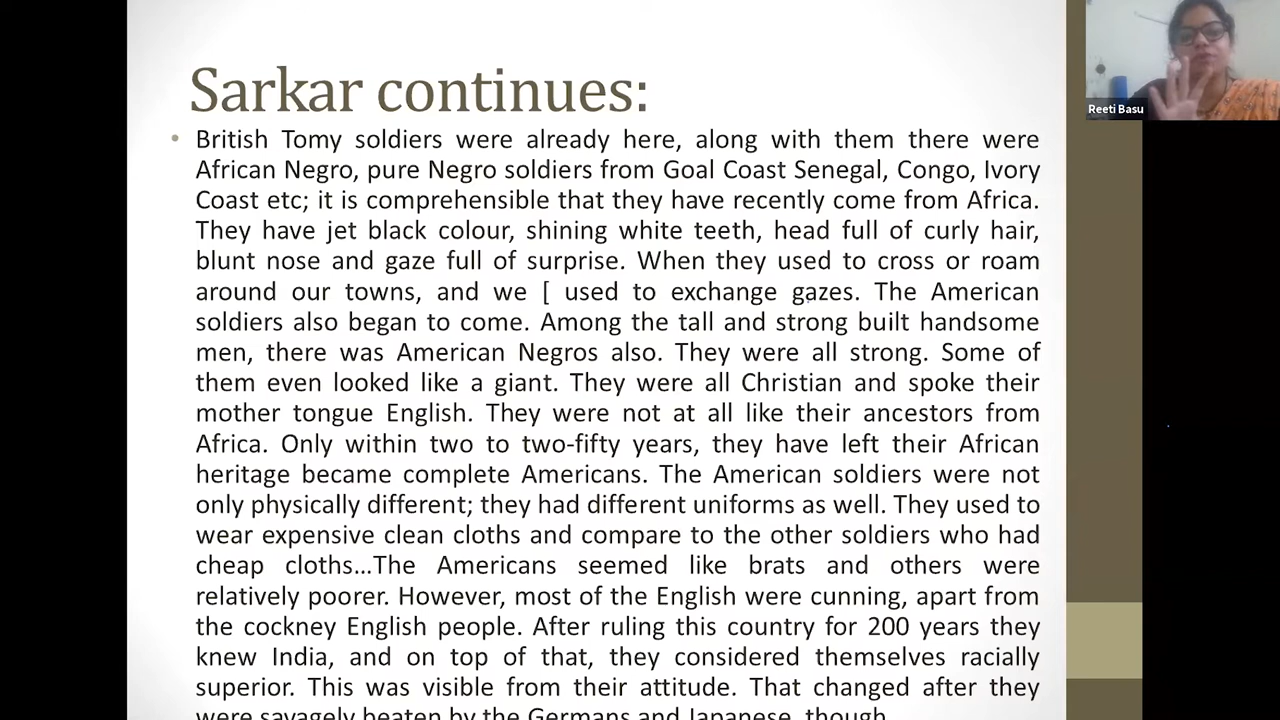 Sarkar continues:
Reeti Basu
• British Tomy soldiers were already here, along with them there were
African Negro, pure Negro soldiers from Goal Coast Senegal, Congo, Ivory
Coast etc; it is comprehensible that they have recently come from Africa.
They have jet black colour, shining white teeth, head full of curly hair,
blunt nose and gaze full of surprise. When they used to cross or roam
around our towns, and we [ used to exchange gazes. The American
soldiers also began to come. Among the tall and strong built handsome
men, there was American Negros also. They were all strong. Some of
them even looked like a giant. They were all Christian and spoke their
mother tongue English. They were not at all like their ancestors from
Africa. Only within two to two-fifty years, they have left their African
heritage became complete Americans. The American soldiers were not
only physically different; they had different uniforms as well. They used to
wear expensive clean cloths and compare to the other soldiers who had
cheap cloths…The Americans seemed like brats and others were
relatively poorer. However, most of the English were cunning, apart from
the cockney English people. After ruling this country for 200 years they
knew India, and on top of that, they considered themselves racially
superior. This was visible from their attitude. That changed after they
were savagely beaten by the Germans and Japanese, though